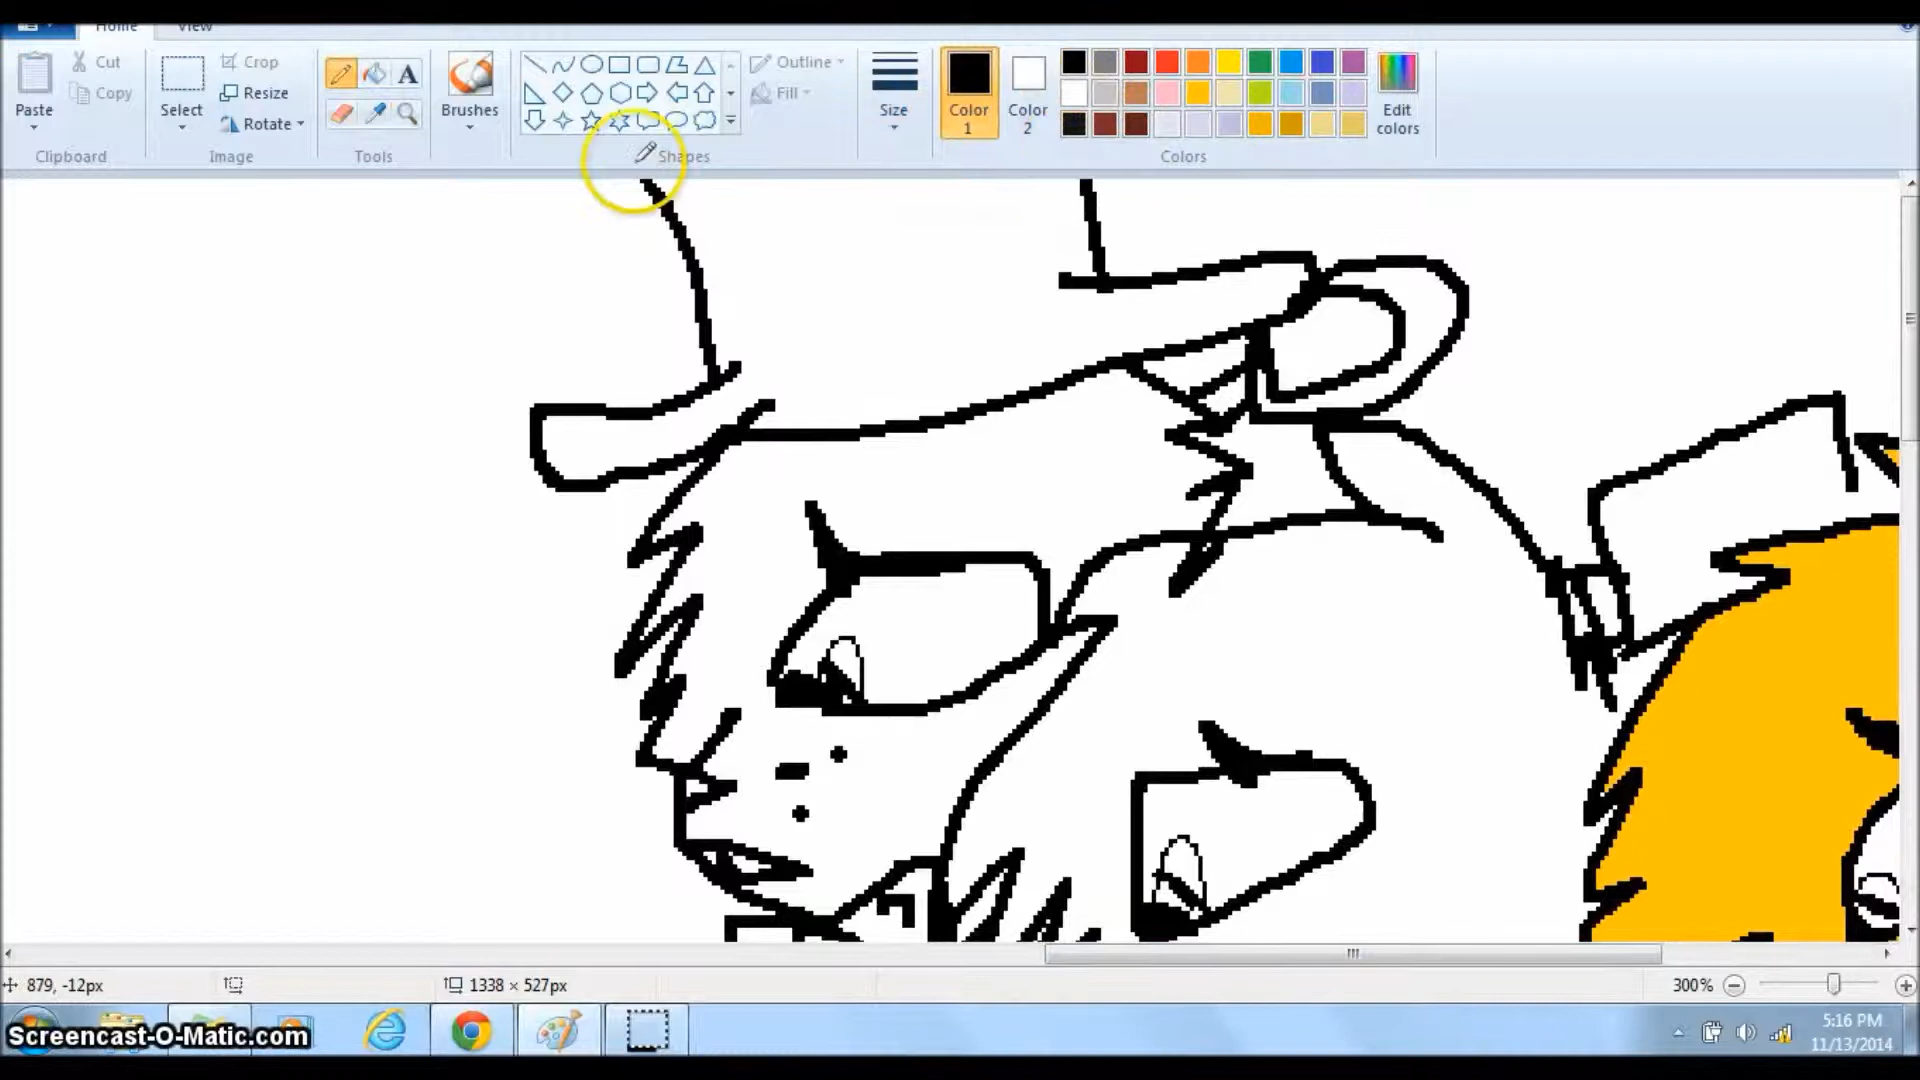 Home View
Paste
Cut
Copy
Clipboard
Select
Crop
Resize
Rotate
Image
A
Tools
Brushes
Shapes
Outline
Fill
Size
Color
1
Color
2
Edit
colors
Colors
879, -12px
1338 × 527px
300%
Screencast-O-Matic.com
5:16 PM
11/13/2014